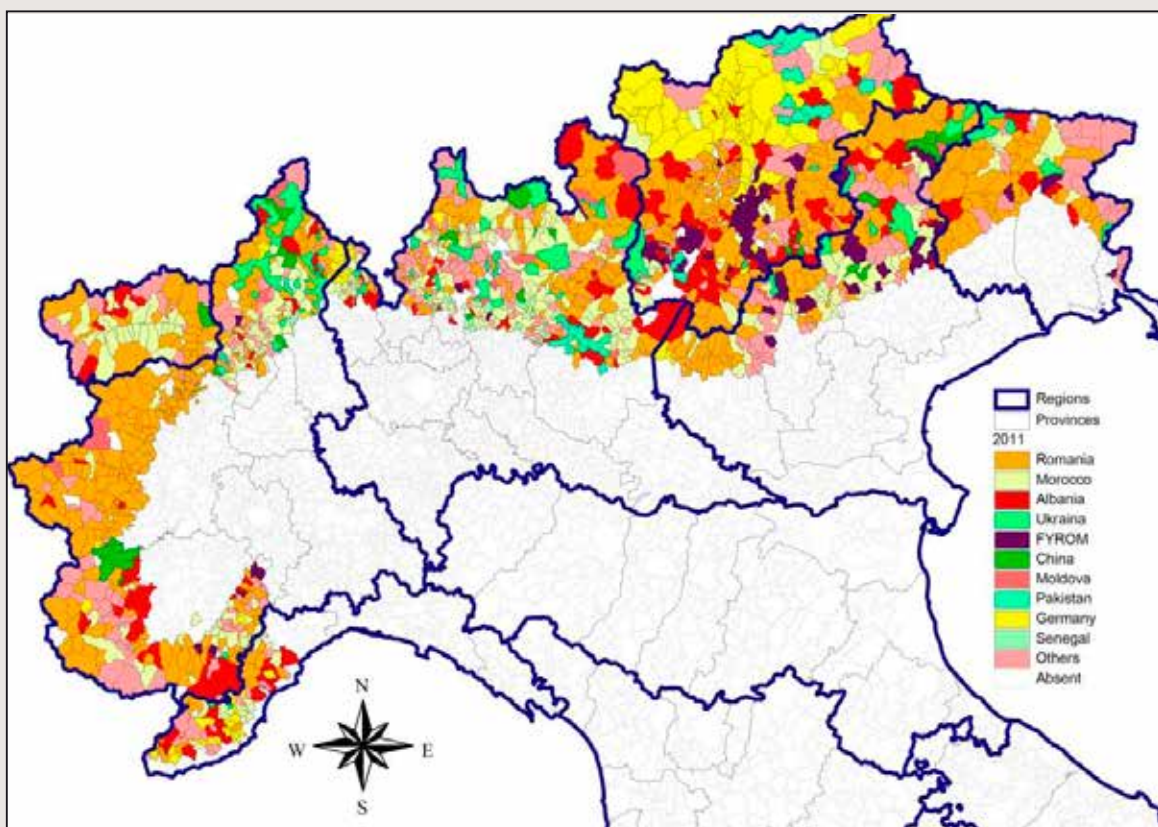 Regions
Provinces
2011
Romania
Morocco
Albania
Ukraina
FYROM
China
Moldova
Pakistan
Germany
Senegal
Others
Absent
N
W
E
S